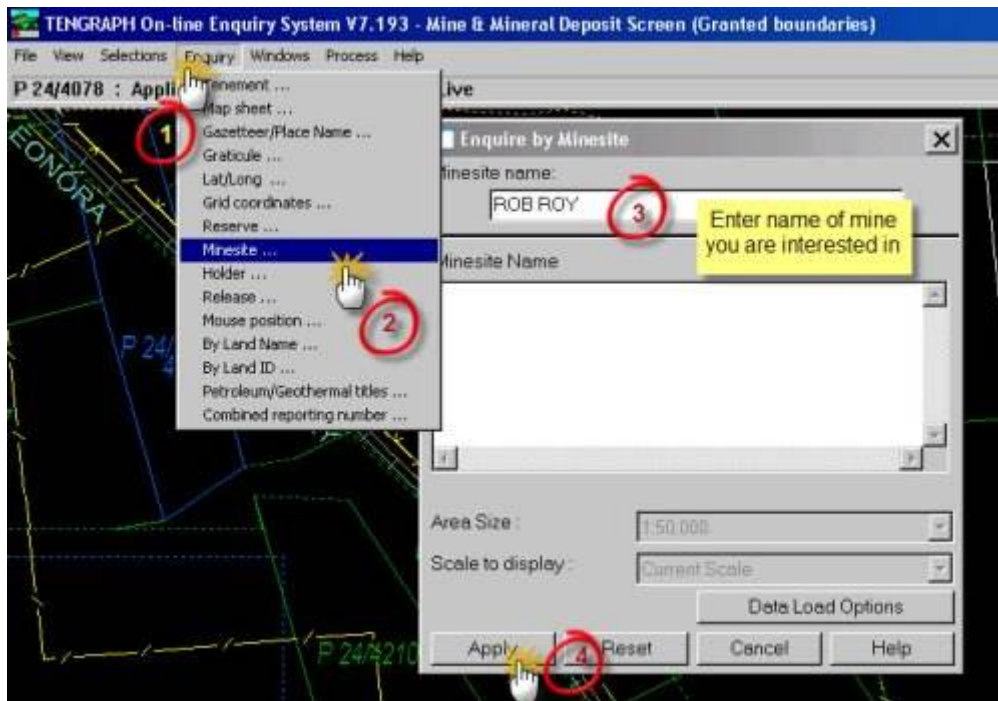 TENGRAPH On-line Enquiry System V7.193 - Mine & Mineral Deposit Screen (Granted boundaries)
File View Selections Enquiry Windows Process Help
P 24/4078 : Appli
Live
Tenement ...
Map sheet ...
Gazetteer/Place Name ...
Graticule ...
Lat/Long ...
Grid coordinates ...
Reserve ...
Minesite ...
Holder ...
Release ...
Mouse position ...
By Land Name ...
By Land ID ...
Petroleum/Geothermal titles ...
Combined reporting number ...
1
2
EONORA
P 24/
P 24/4210
Enquire by Minesite
Minesite name:
ROB ROY
3
Enter name of mine
you are interested in
Minesite Name
Area Size : 1:50,000
Scale to display : Current Scale
Data Load Options
Apply Reset Cancel Help
4